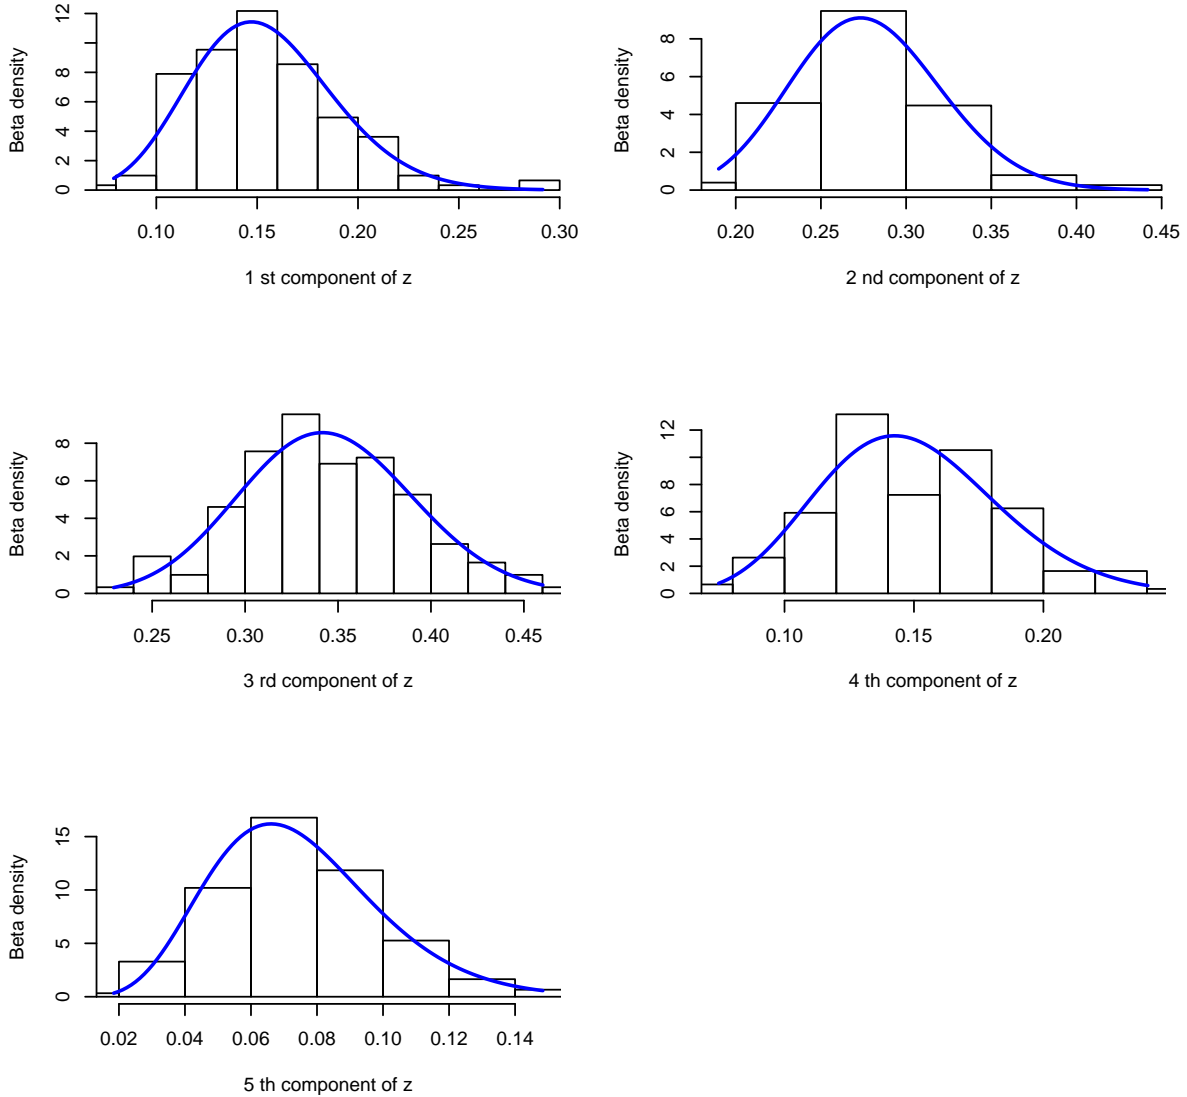 Beta density
0 2 4 6 8 12
0.10 0.15 0.20 0.25 0.30
1 st component of z
Beta density
0 2 4 6 8
0.20 0.25 0.30 0.35 0.40 0.45
2 nd component of z
Beta density
0 2 4 6 8
0.25 0.30 0.35 0.40 0.45
3 rd component of z
Beta density
0 2 4 6 8 12
0.10 0.15 0.20
4 th component of z
Beta density
0 5 10 15
0.02 0.04 0.06 0.08 0.10 0.12 0.14
5 th component of z